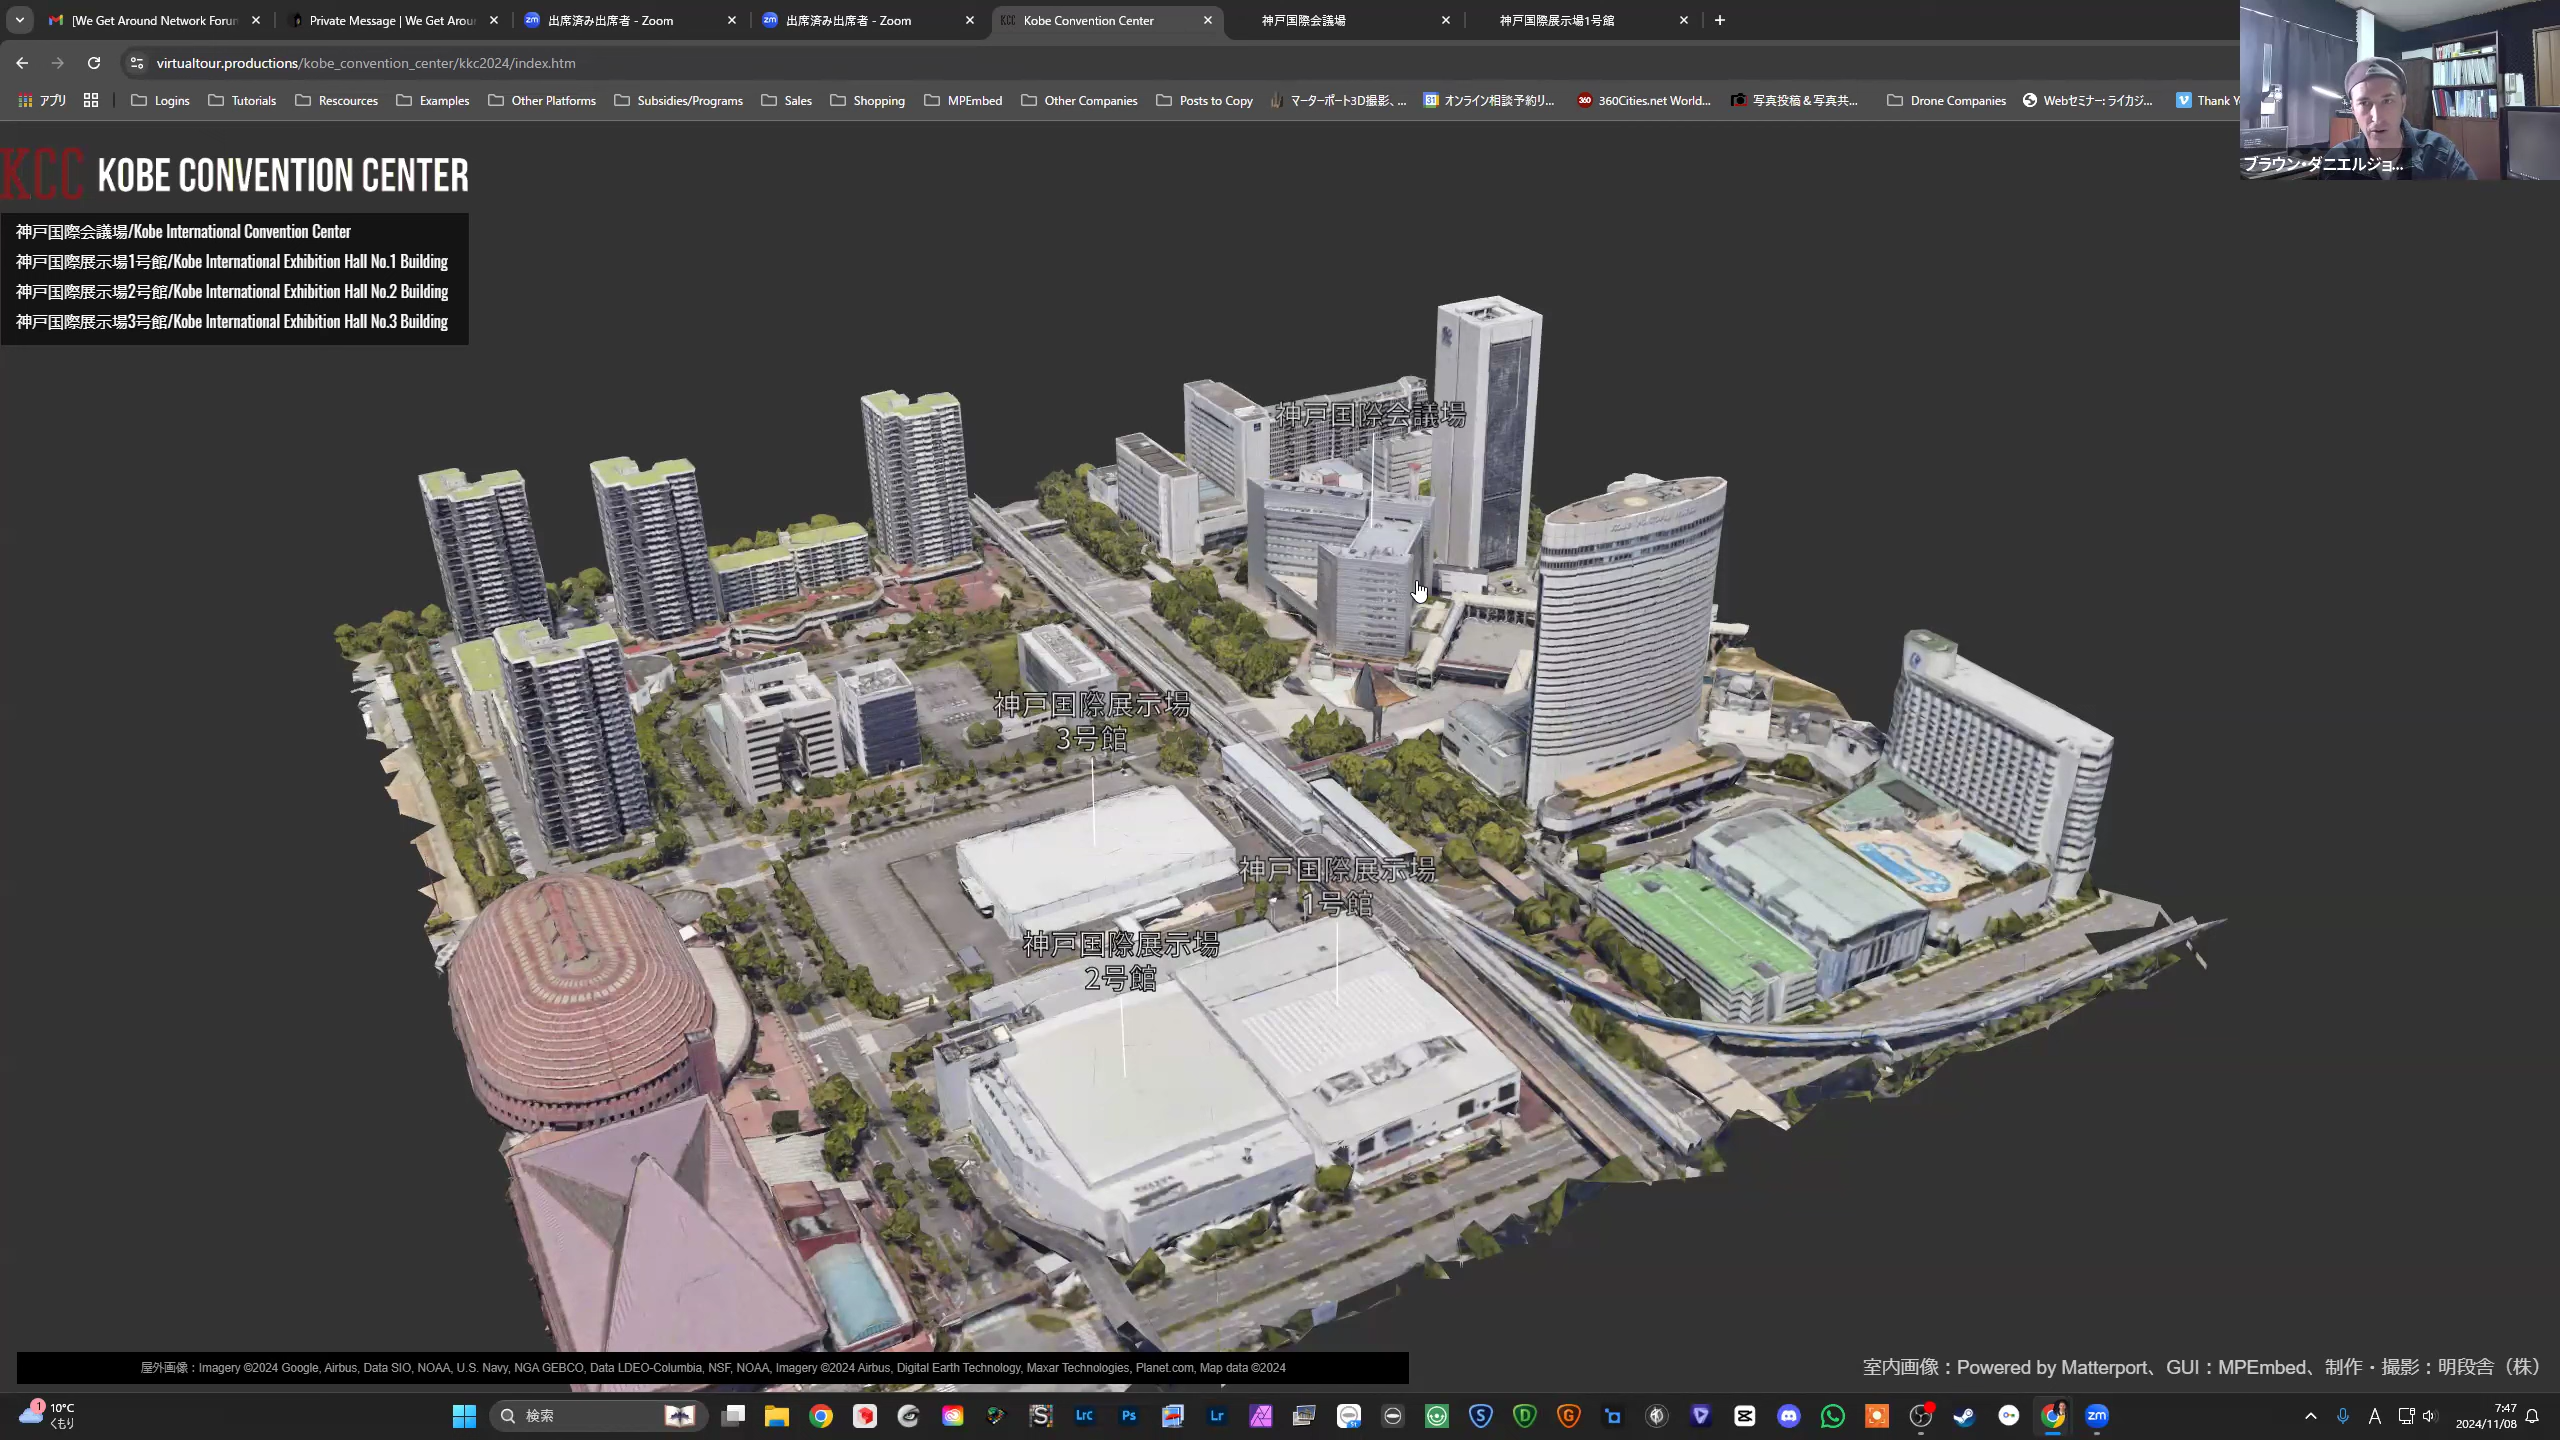 [We Get Around Network Forun
Private Message | We Get Arou
出席済み出席者 - Zoom
出席済み出席者 - Zoom
Kobe Convention Center
神戸国際会議場
神戸国際展示場1号館
virtualtour.productions/kobe_convention_center/kkc2024/index.htm
アプリ
Logins
Tutorials
Rescources
Examples
Other Platforms
Subsidies/Programs
Sales
Shopping
MPEmbed
Other Companies
Posts to Copy
マーターポート3D撮影、...
オンライン相談予約リ...
360Cities.net World...
写真投稿＆写真共...
Drone Companies
Webセミナー: ライカジ...
Thank Y
ブラウン・ダニエルジョ...
KCC KOBE CONVENTION CENTER
神戸国際会議場/Kobe International Convention Center
神戸国際展示場1号館/Kobe International Exhibition Hall No.1 Building
神戸国際展示場2号館/Kobe International Exhibition Hall No.2 Building
神戸国際展示場3号館/Kobe International Exhibition Hall No.3 Building
神戸国際会議場
神戸国際展示場
3号館
神戸国際展示場
1号館
神戸国際展示場
2号館
屋外画像：Imagery ©2024 Google, Airbus, Data SIO, NOAA, U.S. Navy, NGA GEBCO, Data LDEO-Columbia, NSF, NOAA, Imagery ©2024 Airbus, Digital Earth Technology, Maxar Technologies, Planet.com, Map data ©2024
室内画像：Powered by Matterport、GUI：MPEmbed、制作・撮影：明段舎（株）
1
10°C
くもり
検索
LrC
Ps
Lr
zm
A
7:47
2024/11/08